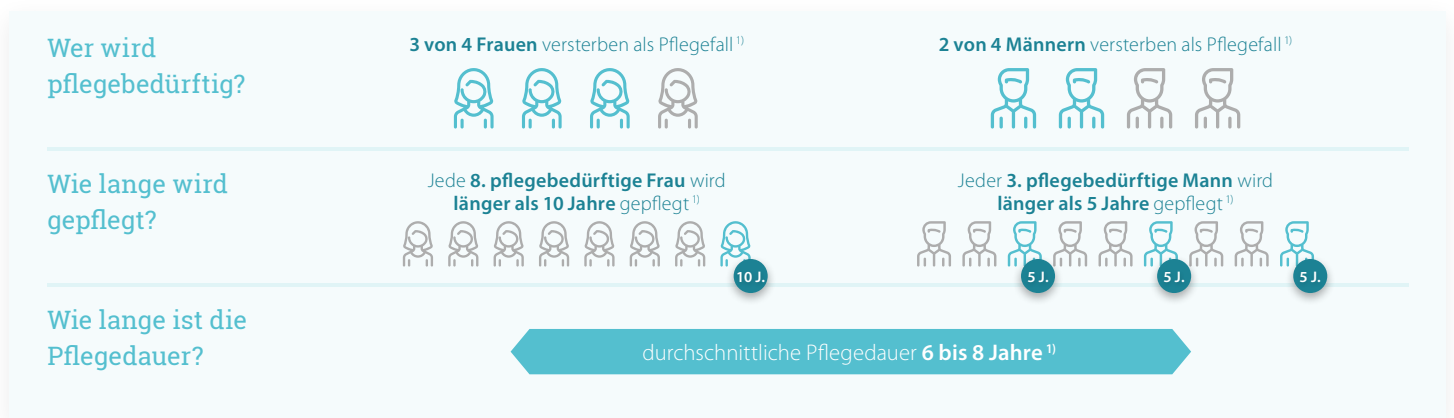 Wer wird
pflegebedürftig?
3 von 4 Frauen versterben als Pflegefall 1)
2 von 4 Männern versterben als Pflegefall 1)
Wie lange wird
gepflegt?
Jede 8. pflegebedürftige Frau wird
länger als 10 Jahre gepflegt 1)
10 J.
Jeder 3. pflegebedürftige Mann wird
länger als 5 Jahre gepflegt 1)
5 J.
5 J.
5 J.
Wie lange ist die
Pflegedauer?
durchschnittliche Pflegedauer 6 bis 8 Jahre 1)